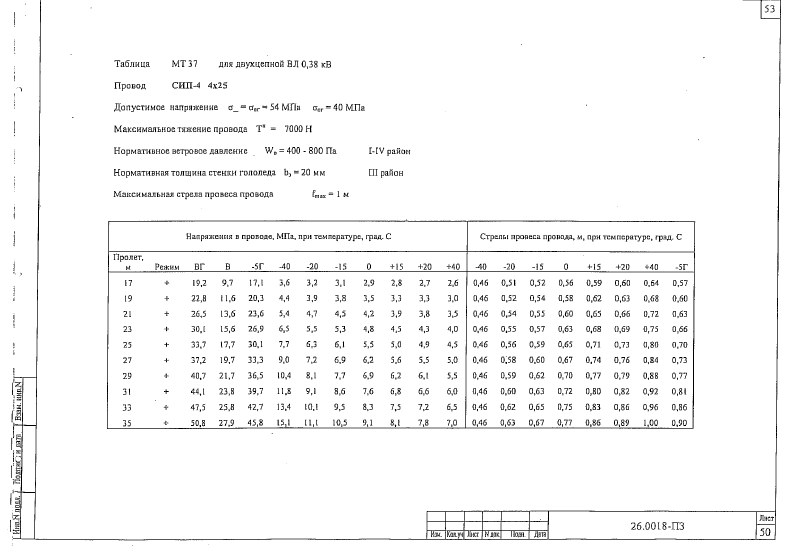 53
Таблица МТ 37 для двухцепной ВЛ 0,38 кВ
Провод СИП-4 4x25
Допустимое напряжение σ_ = σвг = 54 МПа σсг = 40 МПа
Максимальное тяжение провода Tн = 7000 Н
Нормативное ветровое давление Wо = 400 - 800 Па I-IV район
Нормативная толщина стенки гололеда bэ = 20 мм III район
Максимальная стрела провеса провода fmax = 1 м
Напряжения в проводе, МПа, при температуре, град. С Стрелы провеса провода, м, при температуре, град. С
Пролет, м Режим ВГ В -5Г -40 -20 -15 0 +15 +20 +40 -40 -20 -15 0 +15 +20 +40 -5Г
17 + 19,2 9,7 17,1 3,6 3,2 3,1 2,9 2,8 2,7 2,6 0,46 0,51 0,52 0,56 0,59 0,60 0,64 0,57
19 + 22,8 11,6 20,3 4,4 3,9 3,8 3,5 3,3 3,3 3,0 0,46 0,52 0,54 0,58 0,62 0,63 0,68 0,60
21 + 26,5 13,6 23,6 5,4 4,7 4,5 4,2 3,9 3,8 3,5 0,46 0,54 0,55 0,60 0,65 0,66 0,72 0,63
23 + 30,1 15,6 26,9 6,5 5,5 5,3 4,8 4,5 4,3 4,0 0,46 0,55 0,57 0,63 0,68 0,69 0,75 0,66
25 + 33,7 17,7 30,1 7,7 6,3 6,1 5,5 5,0 4,9 4,5 0,46 0,56 0,59 0,65 0,71 0,73 0,80 0,70
27 + 37,2 19,7 33,3 9,0 7,2 6,9 6,2 5,6 5,5 5,0 0,46 0,58 0,60 0,67 0,74 0,76 0,84 0,73
29 + 40,7 21,7 36,5 10,4 8,1 7,7 6,9 6,2 6,1 5,5 0,46 0,59 0,62 0,70 0,77 0,79 0,88 0,77
31 + 44,1 23,8 39,7 11,8 9,1 8,6 7,6 6,8 6,6 6,0 0,46 0,60 0,63 0,72 0,80 0,82 0,92 0,81
33 + 47,5 25,8 42,7 13,4 10,1 9,5 8,3 7,5 7,2 6,5 0,46 0,62 0,65 0,75 0,83 0,86 0,96 0,86
35 + 50,8 27,9 45,8 15,1 11,1 10,5 9,1 8,1 7,8 7,0 0,46 0,63 0,67 0,77 0,86 0,89 1,00 0,90
Взам. инв.N
Подпись и дата
Инв.N подл.
Изм. Кол.уч Лист N док. Подп. Дата
26.0018-ПЗ
Лист
50